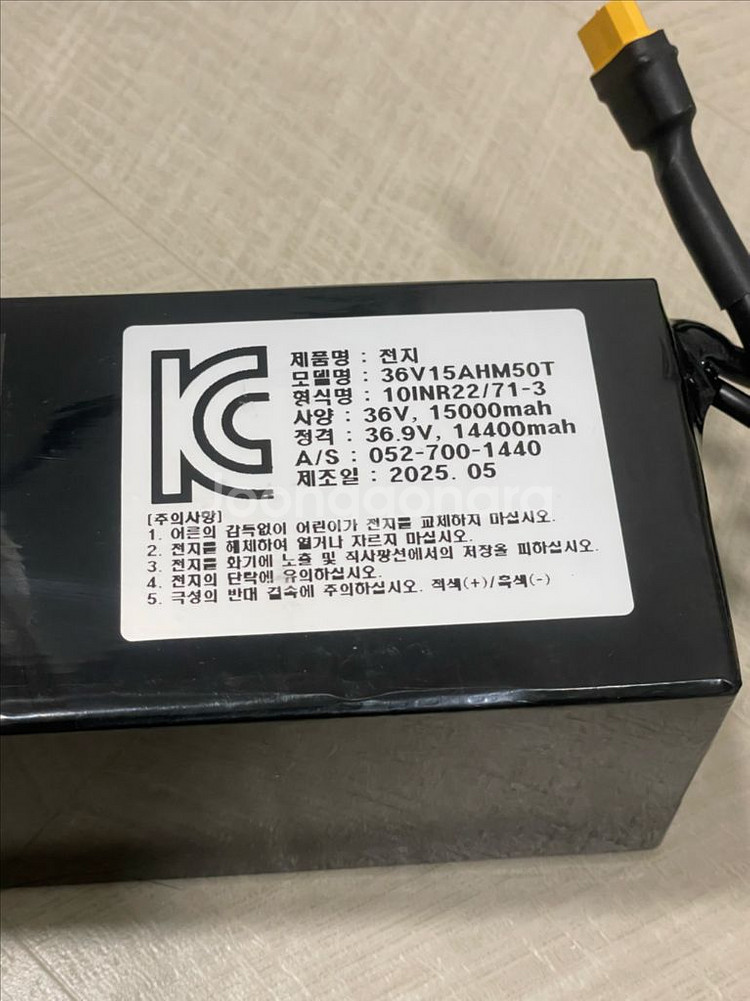 KC
제품명 : 전지
모델명 : 36V15AHM50T
형식명 : 10INR22/71-3
사양 : 36V, 15000mah
정격 : 36.9V, 14400mah
A/S : 052-700-1440
제조일 : 2025. 05
joonggonara
[주의사항]
1. 어른의 감독없이 어린이가 전지를 교체하지 마십시오.
2. 전지를 해체하여 열거나 자르지 마십시오.
3. 전지를 화기에 노출 및 직사광선에서의 저장을 피하십시오.
4. 전지의 단락에 유의하십시오.
5. 극성의 반대 결속에 주의하십시오. 적색(+)/흑색(-)